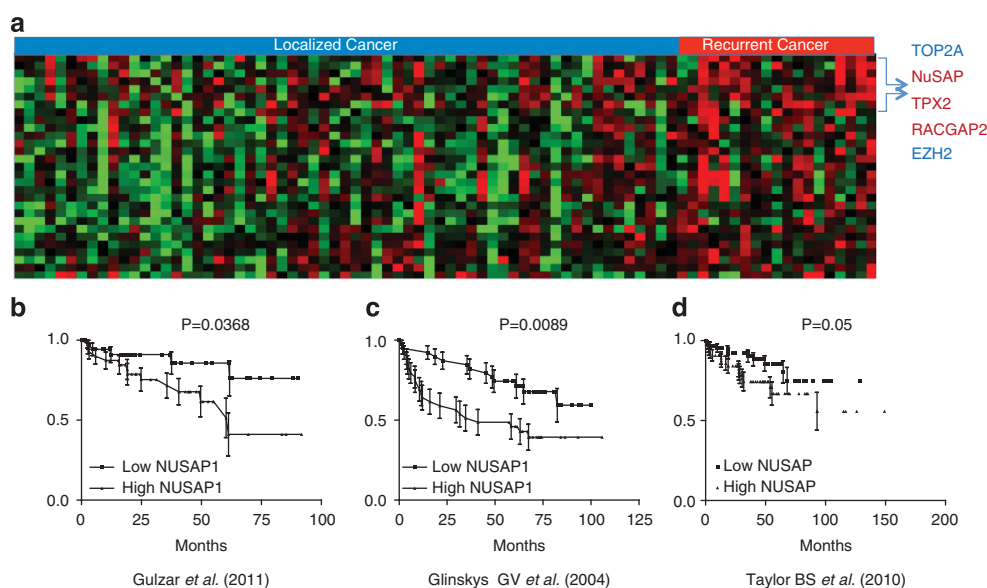 a
Localized Cancer Recurrent Cancer
TOP2A
NuSAP
TPX2
RACGAP2
EZH2
b
P=0.0368
1.0
0.5
0.0
Low NUSAP1
High NUSAP1
0 25 50 75 100
Months
Gulzar et al. (2011)
c
P=0.0089
1.0
0.5
0.0
Low NUSAP1
High NUSAP1
0 25 50 75 100 125
Months
Glinskys GV et al. (2004)
d
P=0.05
1.0
0.5
0.0
Low NUSAP
High NUSAP
0 50 100 150 200
Months
Taylor BS et al. (2010)